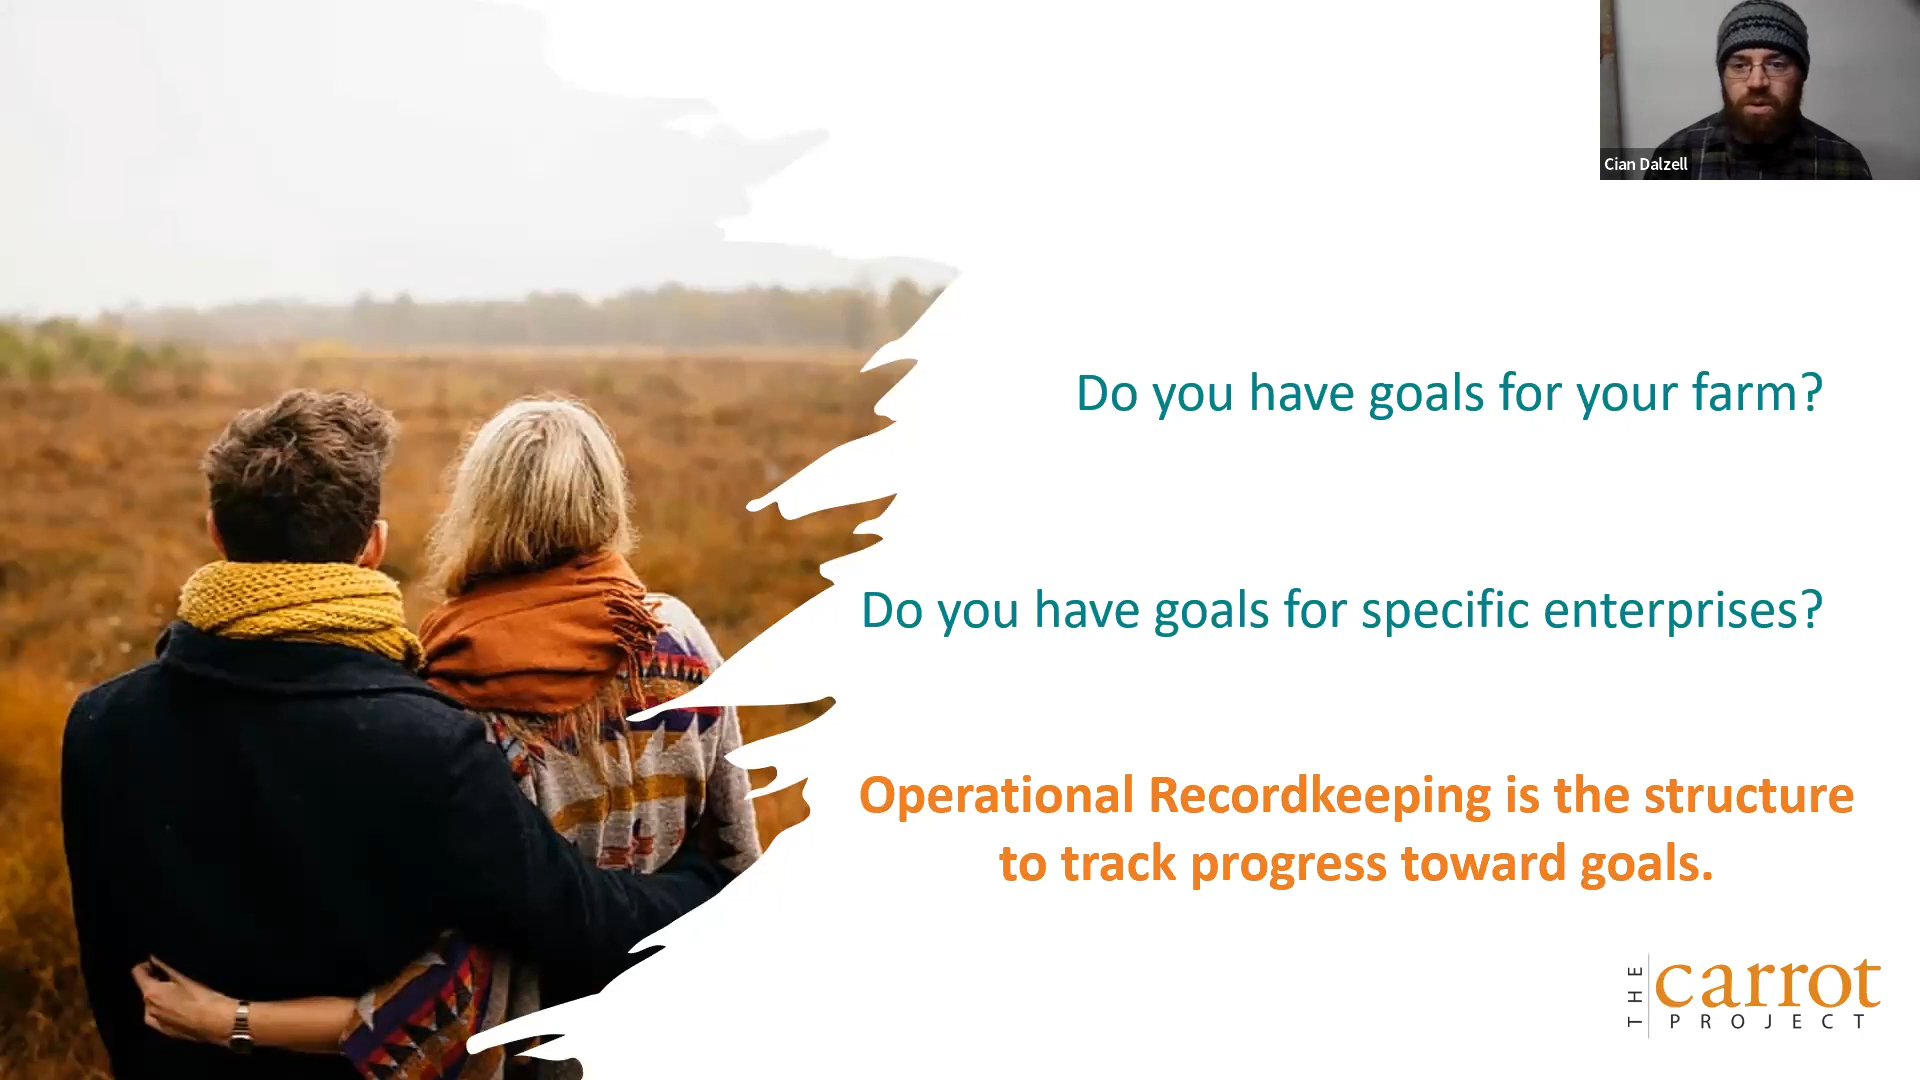 Cian Dalzell
Do you have goals for your farm?
Do you have goals for specific enterprises?
Operational Recordkeeping is the structure
to track progress toward goals.
THE
carrot
PROJECT